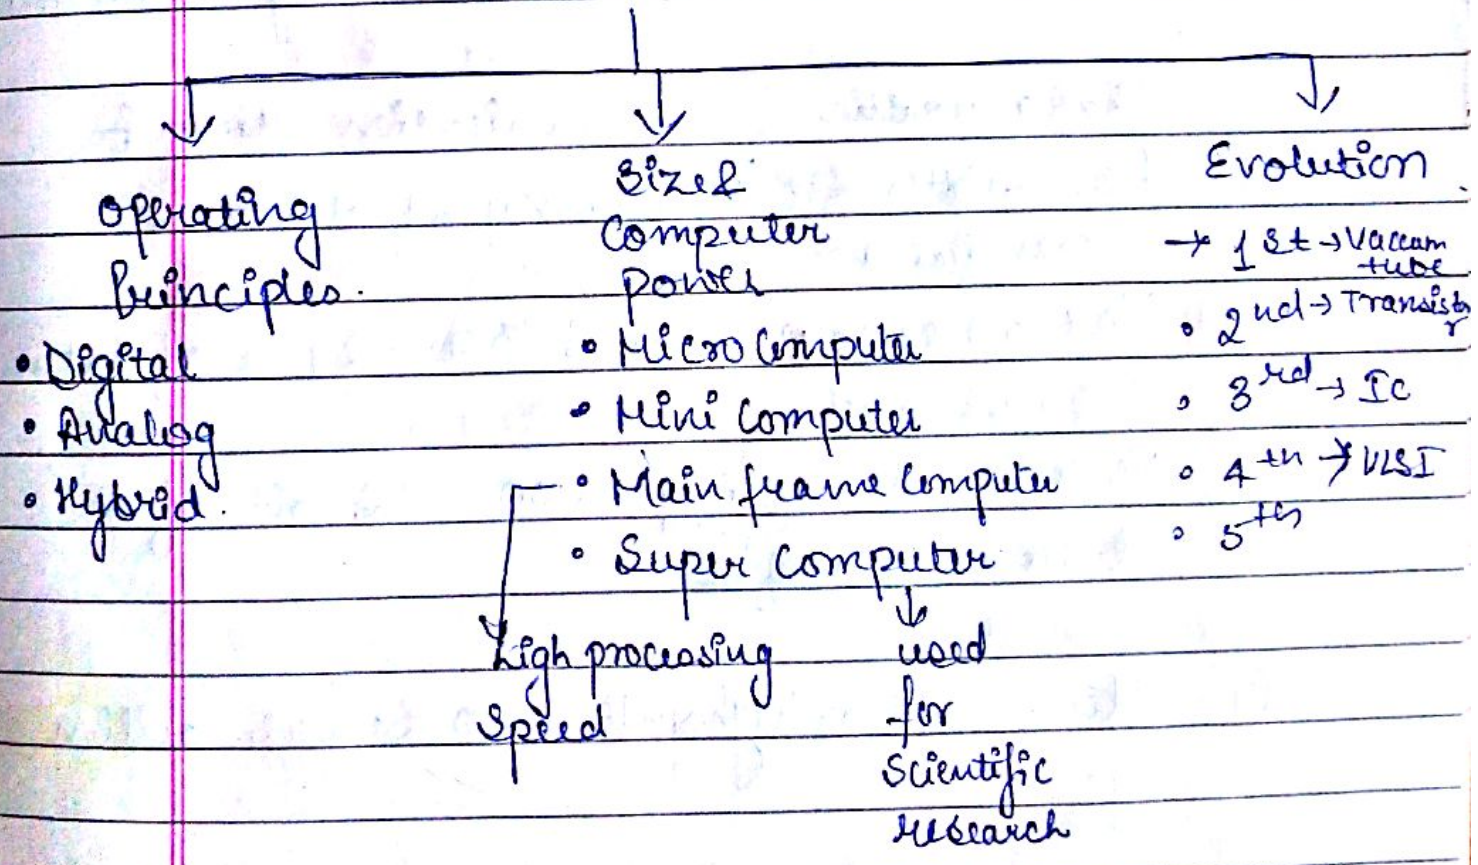 Operating
Principles.
• Digital
• Analog
• Hybrid.
Size &
Computer
power
• Micro Computer
• Mini Computer
• Main frame Computer
• Super Computer
high processing
speed
used
for
scientific
research
Evolution
→ 1st → Vaccum
tube
• 2nd → Transisto
r
• 3rd → Ic
• 4th → VLSI
• 5th